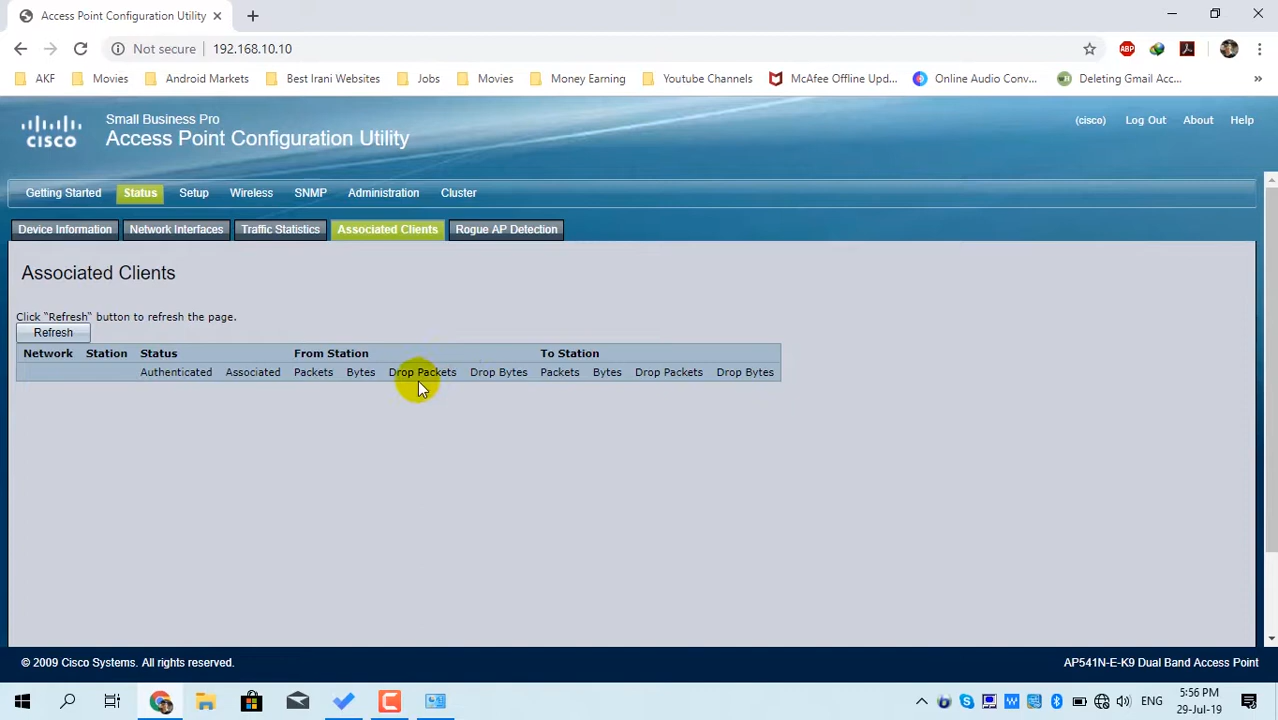 Access Point Configuration Utility
Not secure | 192.168.10.10
ABP
AKF Movies Android Markets Best Irani Websites Jobs Movies Money Earning Youtube Channels McAfee Offline Upd... Online Audio Conv... Deleting Gmail Acc... »
CISCO
Small Business Pro
Access Point Configuration Utility
(cisco) Log Out About Help
Getting Started Status Setup Wireless SNMP Administration Cluster
Device Information Network Interfaces Traffic Statistics Associated Clients Rogue AP Detection
Associated Clients
Click "Refresh" button to refresh the page.
Refresh
Network Station Status From Station To Station
Authenticated Associated Packets Bytes Drop Packets Drop Bytes Packets Bytes Drop Packets Drop Bytes
© 2009 Cisco Systems. All rights reserved. AP541N-E-K9 Dual Band Access Point
ENG
5:56 PM
29-Jul-19